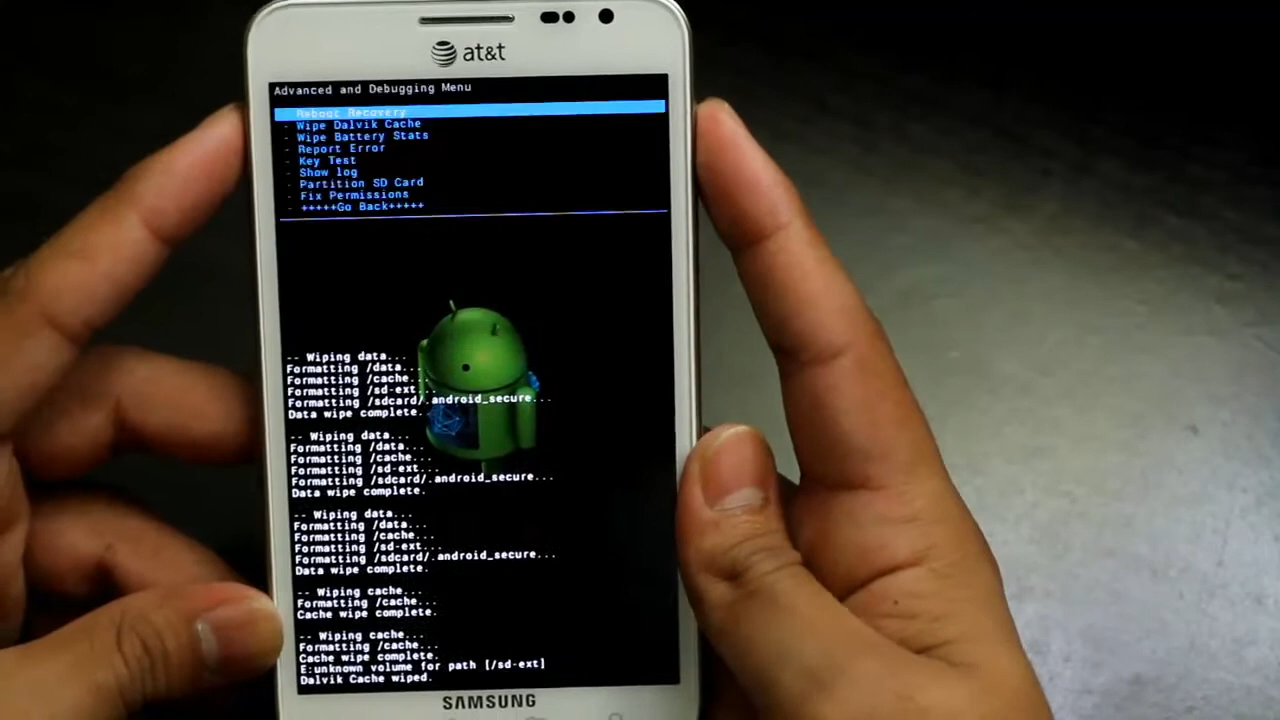 at&t
Advanced and Debugging Menu
- Reboot Recovery
- Wipe Dalvik Cache
- Wipe Battery Stats
- Report Error
- Key Test
- Show log
- Partition SD Card
- Fix Permissions
- +++++Go Back+++++
-- Wiping data...
Formatting /data...
Formatting /cache...
Formatting /sd-ext...
Formatting /sdcard/.android_secure...
Data wipe complete.
-- Wiping data...
Formatting /data...
Formatting /cache...
Formatting /sd-ext...
Formatting /sdcard/.android_secure...
Data wipe complete.
-- Wiping data...
Formatting /data...
Formatting /cache...
Formatting /sd-ext...
Formatting /sdcard/.android_secure...
Data wipe complete.
-- Wiping cache...
Formatting /cache...
Cache wipe complete.
-- Wiping cache...
Formatting /cache...
Cache wipe complete.
E:unknown volume for path [/sd-ext]
Dalvik Cache wiped.
SAMSUNG